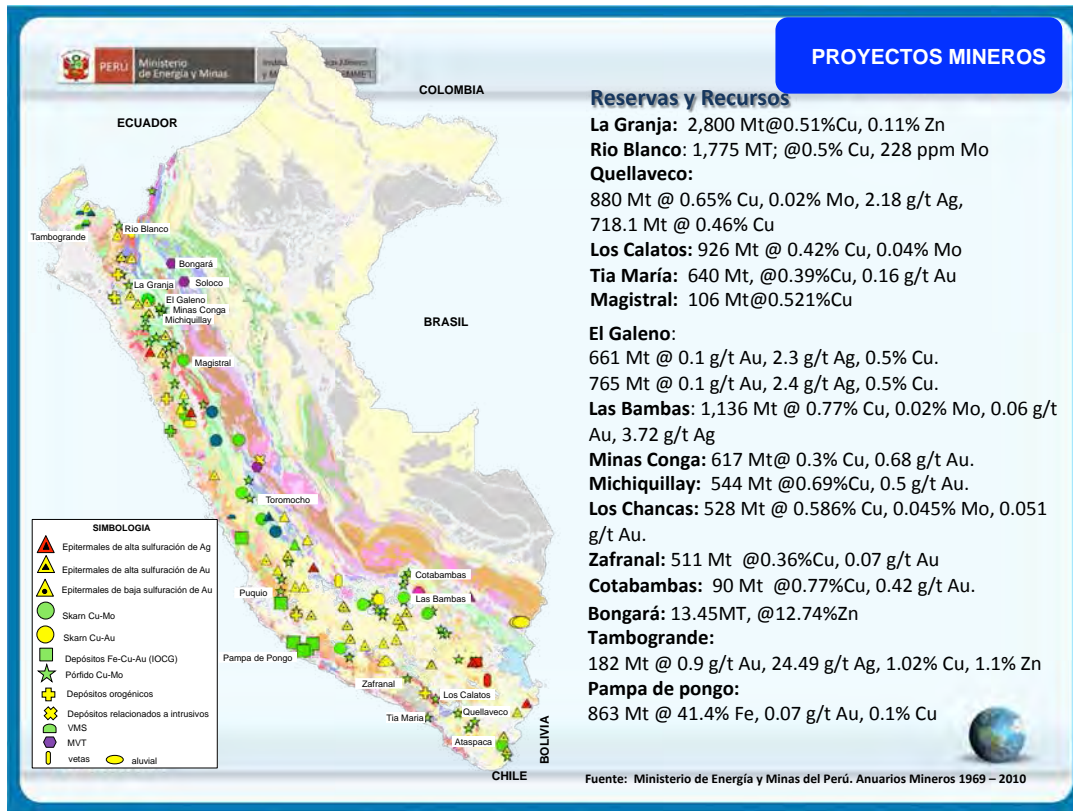 PROYECTOS MINEROS
PERÚ
Ministerio
de Energía y Minas
COLOMBIA
ECUADOR
BRASIL
BOLIVIA
CHILE
Tambogrande
Rio Blanco
Bongará
Soloco
La Granja
El Galeno
Minas Conga
Michiquillay
Magistral
Toromocho
Cotabambas
Las Bambas
Puquio
Pampa de Pongo
Zafranal
Los Calatos
Tia Maria
Quellaveco
Ataspaca
SIMBOLOGIA
Epitermales de alta sulfuración de Ag
Epitermales de alta sulfuración de Au
Epitermales de baja sulfuración de Au
Skarn Cu-Mo
Skarn Cu-Au
Depósitos Fe-Cu-Au (IOCG)
Pórfido Cu-Mo
Depósitos orogénicos
Depósitos relacionados a intrusivos
VMS
MVT
vetas aluvial
Reservas y Recursos
La Granja: 2,800 Mt@0.51%Cu, 0.11% Zn
Rio Blanco: 1,775 MT; @0.5% Cu, 228 ppm Mo
Quellaveco:
880 Mt @ 0.65% Cu, 0.02% Mo, 2.18 g/t Ag,
718.1 Mt @ 0.46% Cu
Los Calatos: 926 Mt @ 0.42% Cu, 0.04% Mo
Tia María: 640 Mt, @0.39%Cu, 0.16 g/t Au
Magistral: 106 Mt@0.521%Cu
El Galeno:
661 Mt @ 0.1 g/t Au, 2.3 g/t Ag, 0.5% Cu.
765 Mt @ 0.1 g/t Au, 2.4 g/t Ag, 0.5% Cu.
Las Bambas: 1,136 Mt @ 0.77% Cu, 0.02% Mo, 0.06 g/t
Au, 3.72 g/t Ag
Minas Conga: 617 Mt@ 0.3% Cu, 0.68 g/t Au.
Michiquillay: 544 Mt @0.69%Cu, 0.5 g/t Au.
Los Chancas: 528 Mt @ 0.586% Cu, 0.045% Mo, 0.051
g/t Au.
Zafranal: 511 Mt @0.36%Cu, 0.07 g/t Au
Cotabambas: 90 Mt @0.77%Cu, 0.42 g/t Au.
Bongará: 13.45MT, @12.74%Zn
Tambogrande:
182 Mt @ 0.9 g/t Au, 24.49 g/t Ag, 1.02% Cu, 1.1% Zn
Pampa de pongo:
863 Mt @ 41.4% Fe, 0.07 g/t Au, 0.1% Cu
Fuente: Ministerio de Energía y Minas del Perú. Anuarios Mineros 1969 – 2010